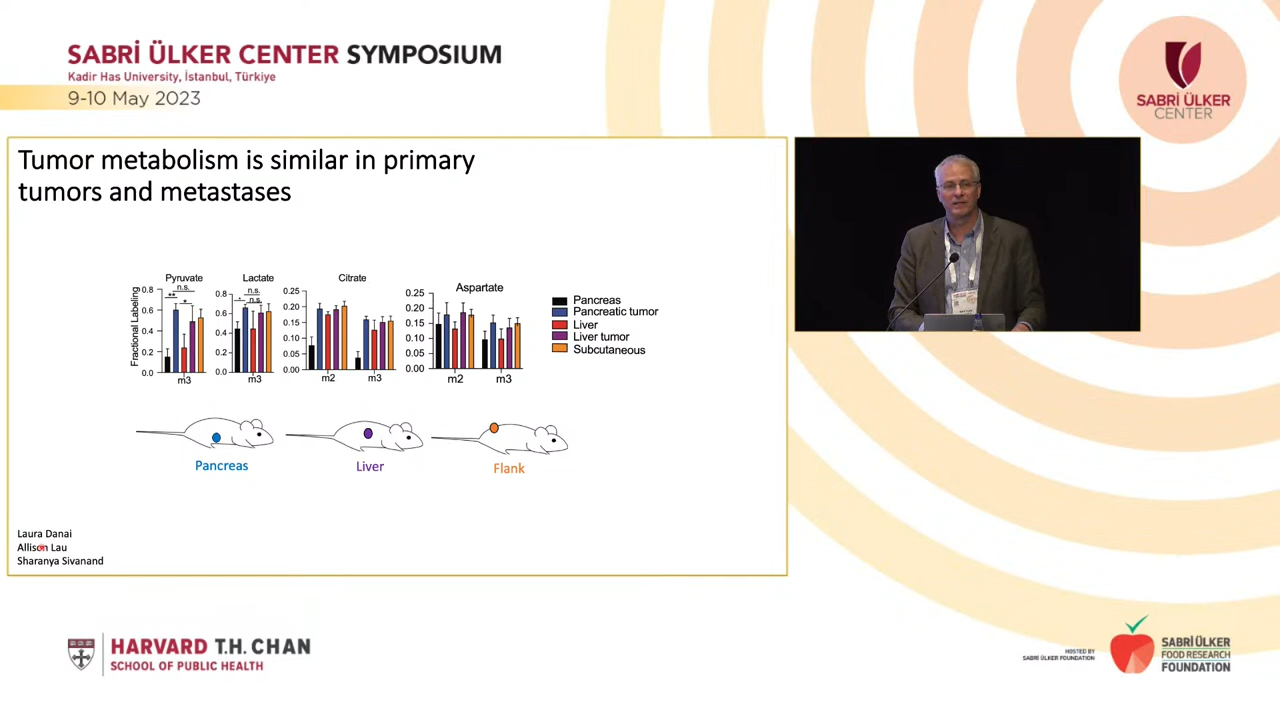 SABRİ ÜLKER CENTER SYMPOSIUM
Kadir Has University, İstanbul, Türkiye
9-10 May 2023
SABRİ ÜLKER
CENTER
Tumor metabolism is similar in primary
tumors and metastases
Pyruvate
Lactate
Citrate
Aspartate
Fractional Labeling
0.8
0.6
0.4
0.2
0.0
n.s.
**
*
m3
0.8
0.6
0.4
0.2
0.0
n.s.
*
n.s.
m3
0.25
0.20
0.15
0.10
0.05
0.00
m2
m3
0.25
0.20
0.15
0.10
0.05
0.00
m2
m3
Pancreas
Pancreatic tumor
Liver
Liver tumor
Subcutaneous
Pancreas
Liver
Flank
Laura Danai
Allison Lau
Sharanya Sivanand
HARVARD T.H. CHAN
SCHOOL OF PUBLIC HEALTH
HOSTED BY
SABRI ÜLKER FOUNDATION
SABRİ ÜLKER
FOOD RESEARCH
FOUNDATION